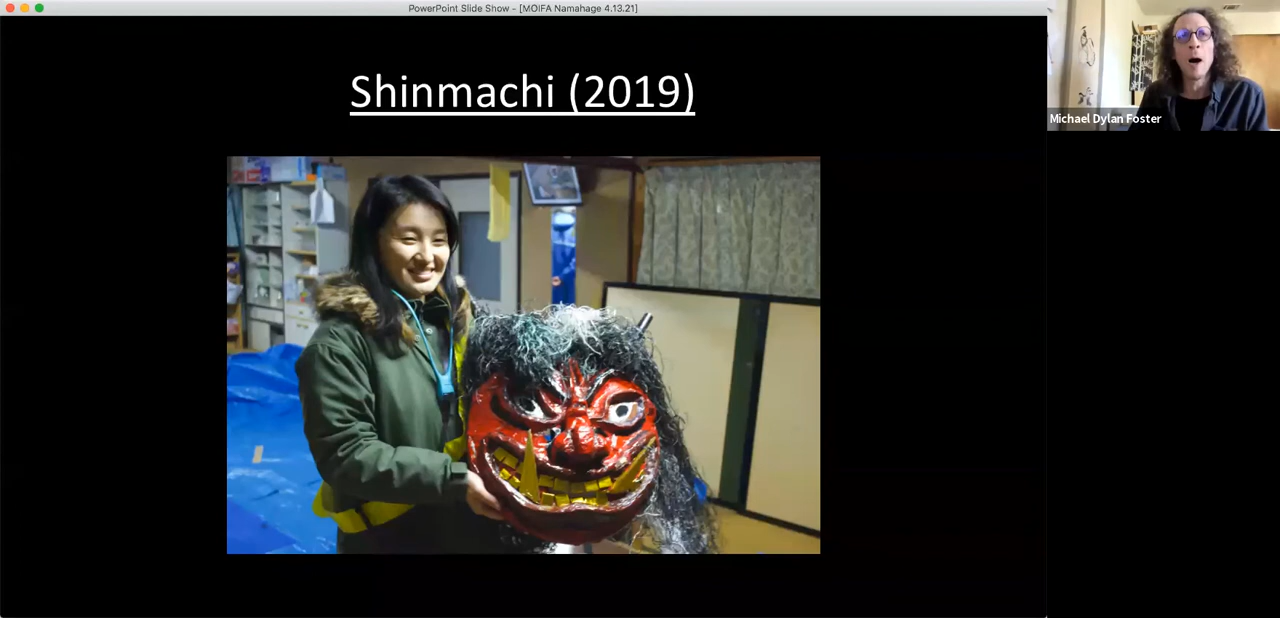 PowerPoint Slide Show - [MOIFA Namahage 4.13.21]
Shinmachi (2019)
Michael Dylan Foster